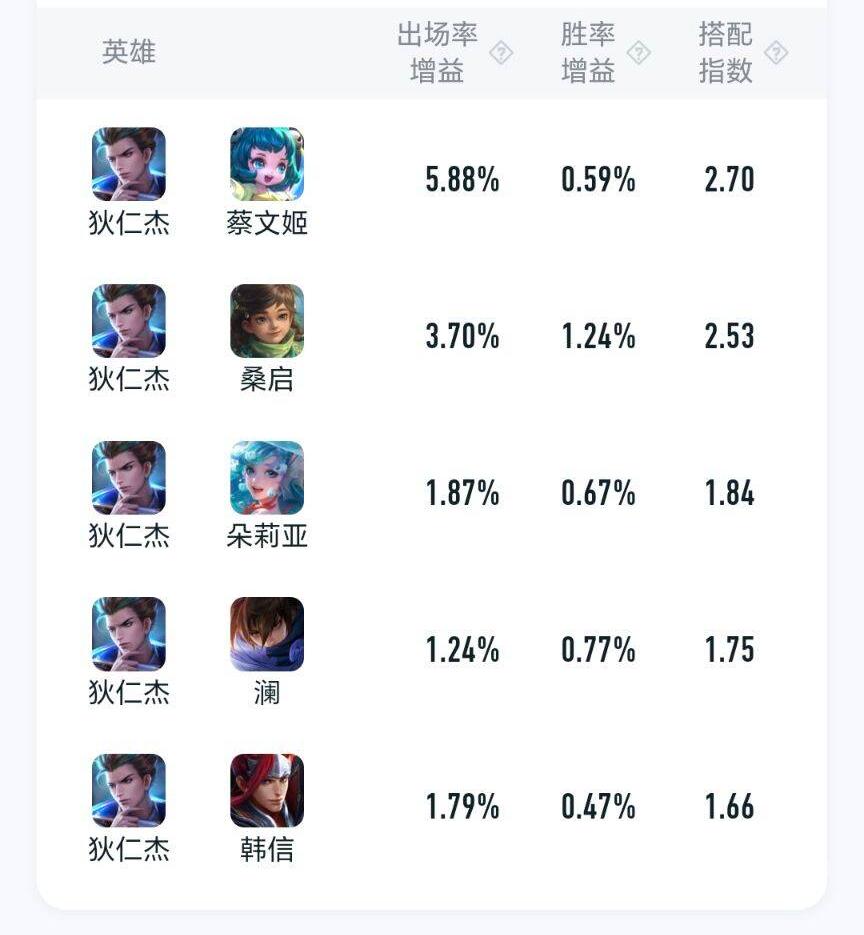 英雄 出场率增益 ? 胜率增益 ? 搭配指数 ?
狄仁杰 蔡文姬 5.88% 0.59% 2.70
狄仁杰 桑启 3.70% 1.24% 2.53
狄仁杰 朵莉亚 1.87% 0.67% 1.84
狄仁杰 澜 1.24% 0.77% 1.75
狄仁杰 韩信 1.79% 0.47% 1.66